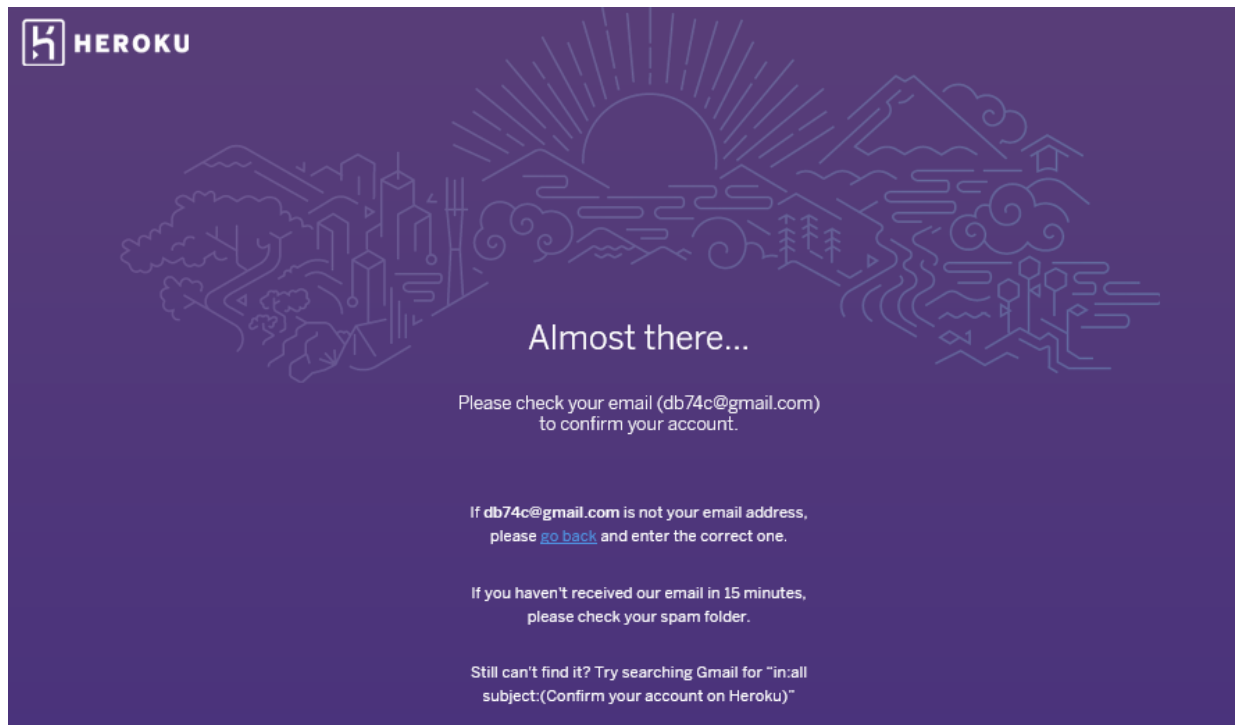 HEROKU
Almost there...
Please check your email (db74c@gmail.com)
to confirm your account.
If db74c@gmail.com is not your email address,
please go back and enter the correct one.
If you haven't received our email in 15 minutes,
please check your spam folder.
Still can't find it? Try searching Gmail for “in:all
subject:(Confirm your account on Heroku)”